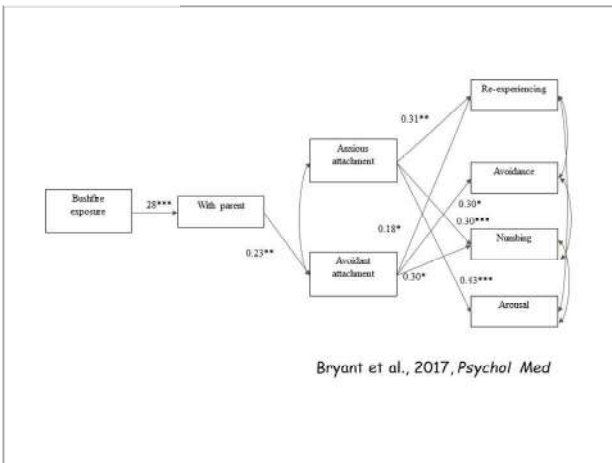 Re-experiencing
0.31**
Anxious
attachment
Avoidance
Bushfire
exposure
28***
With parent
0.30*
0.30***
0.18*
Numbing
0.23**
Avoidant
attachment
0.30*
0.43***
Arousal
Bryant et al., 2017, Psychol Med